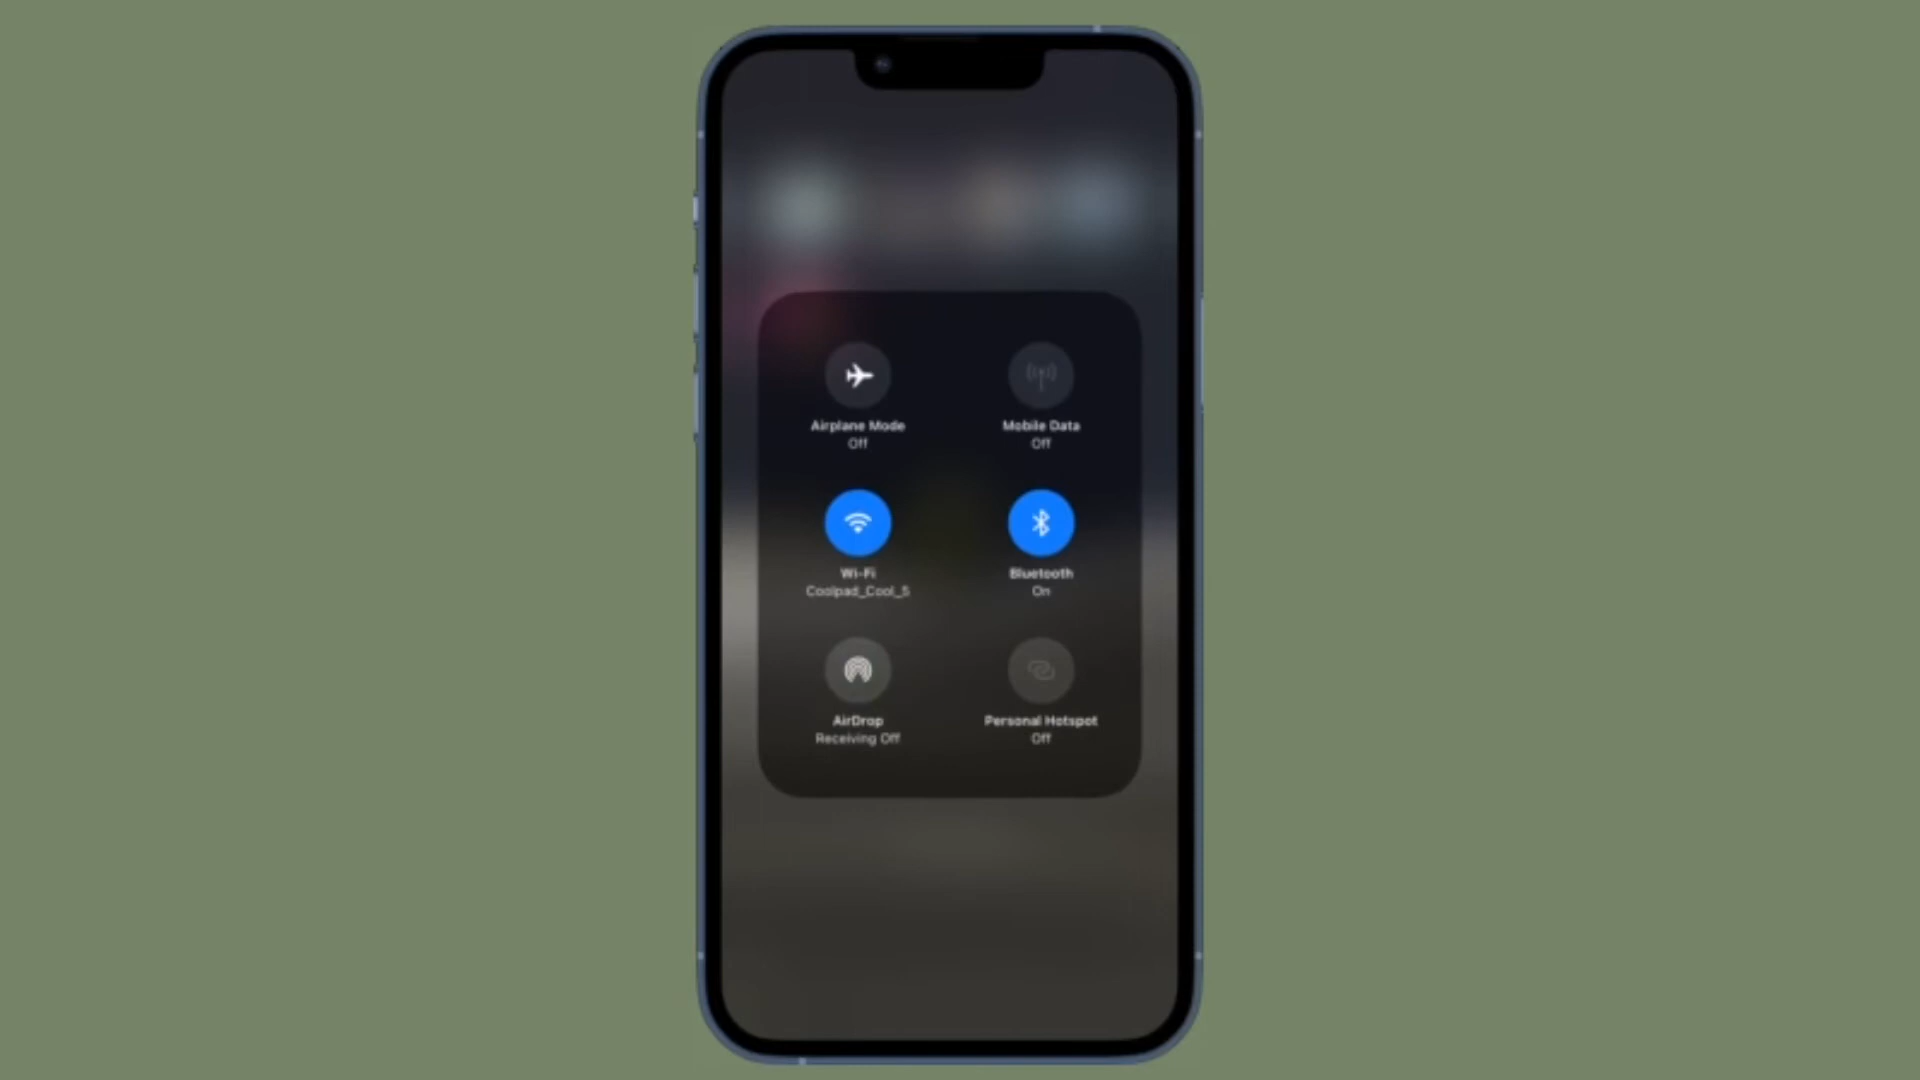 Airplane Mode
Off
Mobile Data
Off
Wi-Fi
Coolpad_Cool_5
Bluetooth
On
AirDrop
Receiving Off
Personal Hotspot
Off